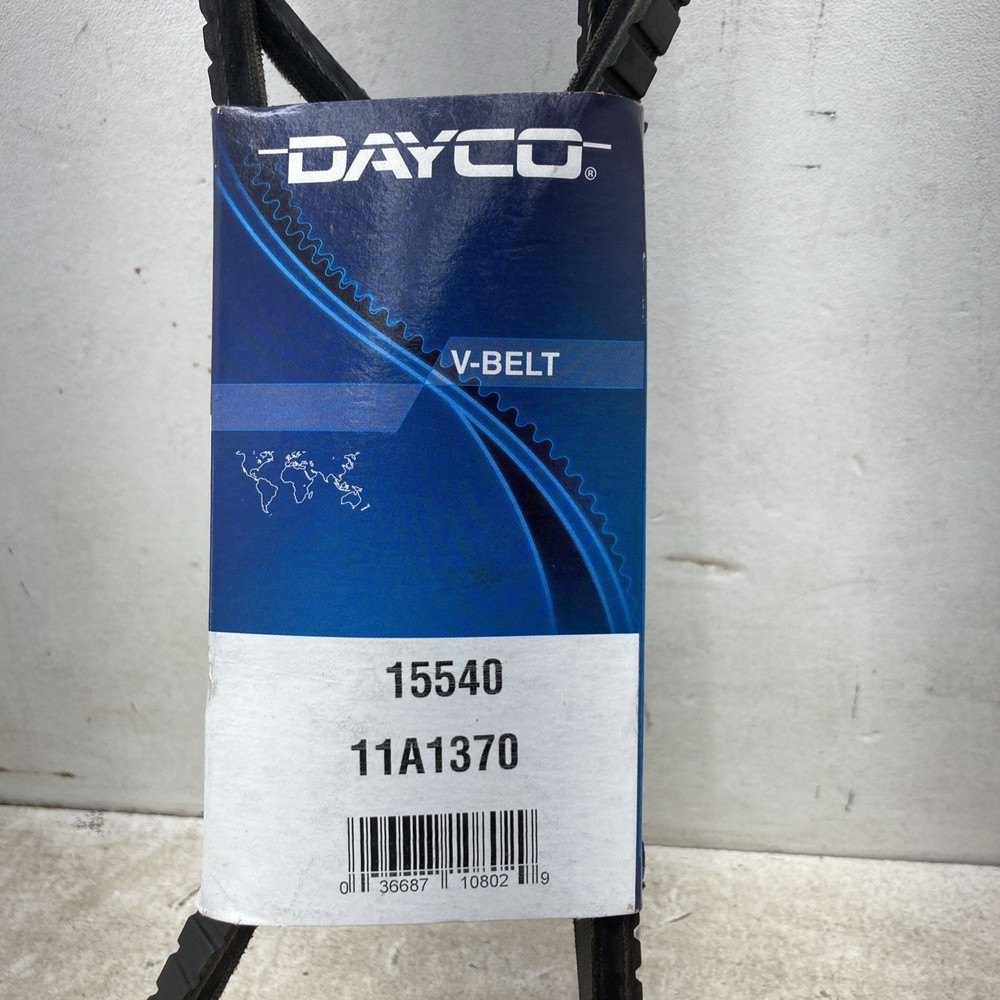 DAYCO®
V-BELT
15540
11A1370
0 36687 10802 9